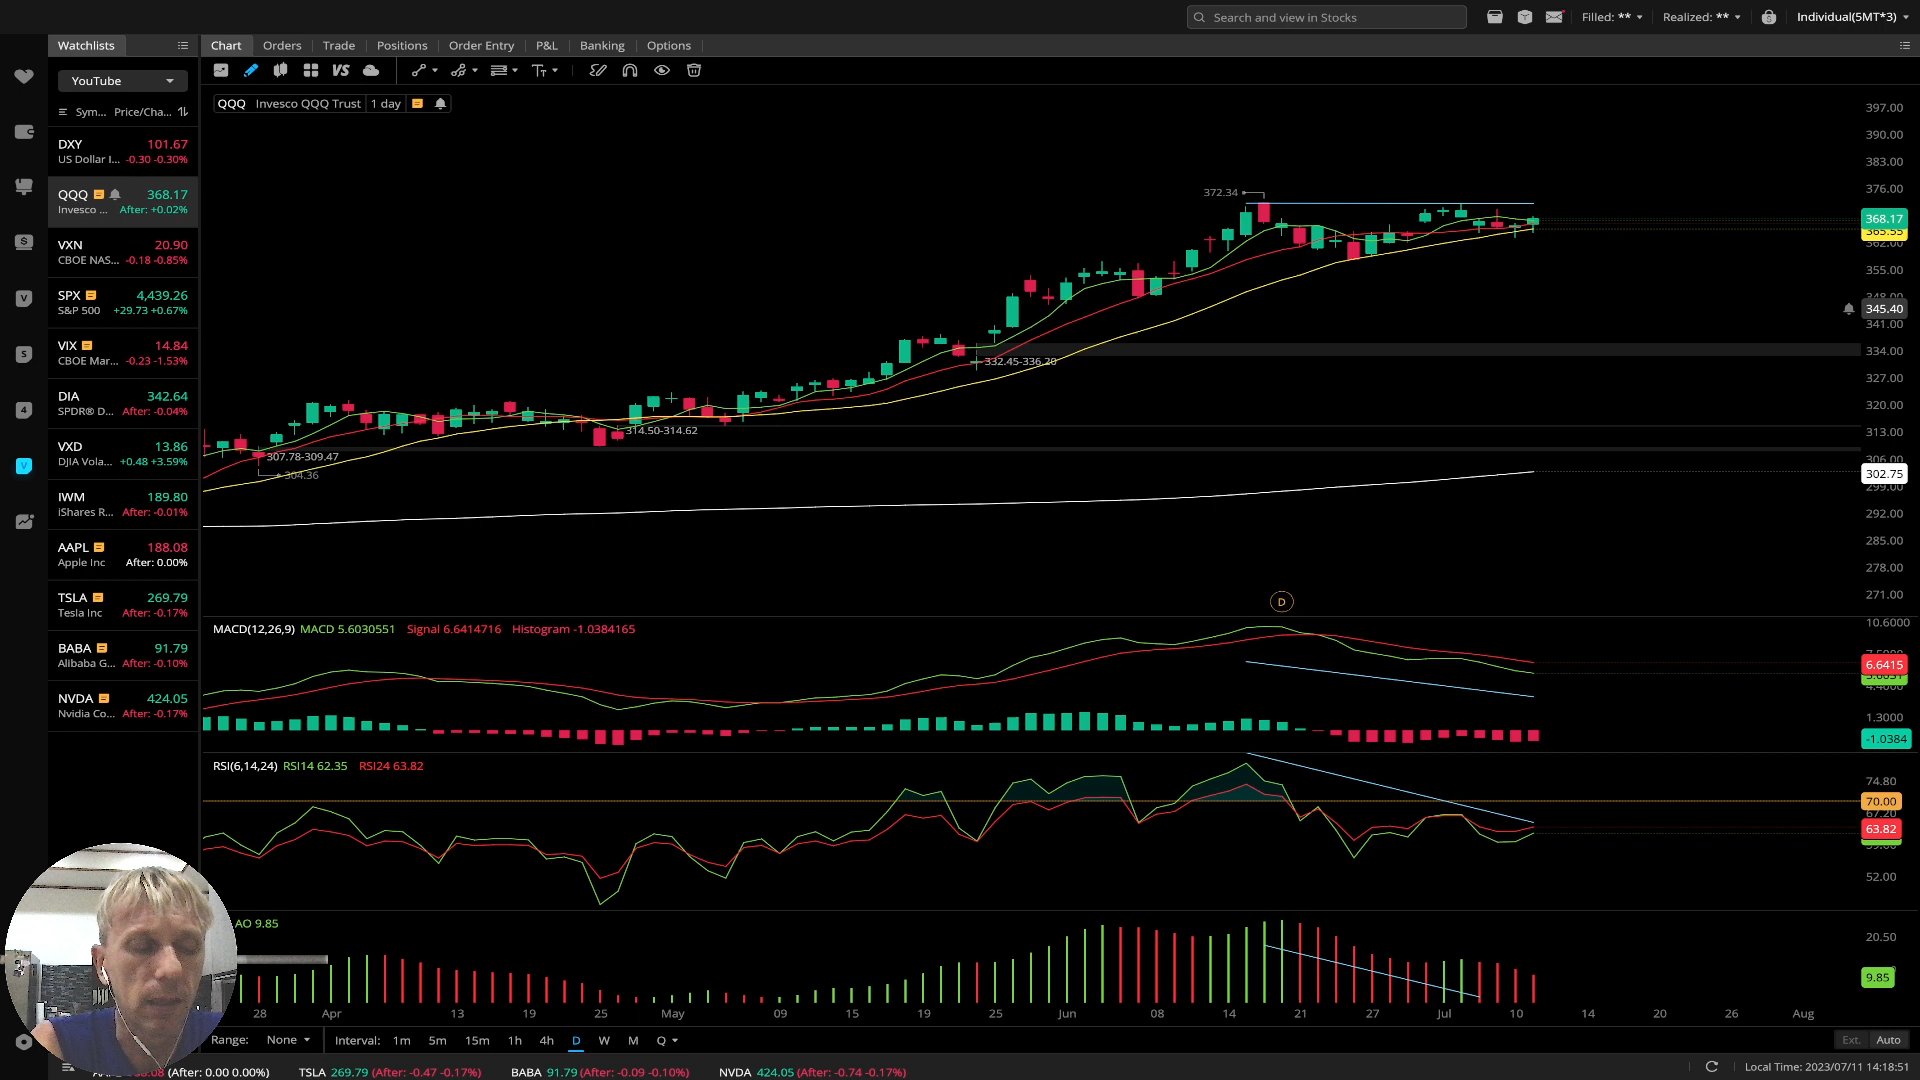 Search and view in Stocks
Filled: **
Realized: **
Individual(5MT*3)
Watchlists
Chart Orders Trade Positions Order Entry P&L Banking Options
YouTube
VS
Sym... Price/Cha...
QQQ Invesco QQQ Trust 1 day
DXY 101.67
US Dollar I... -0.30 -0.30%
QQQ 368.17
Invesco ... After: +0.02%
VXN 20.90
CBOE NAS... -0.18 -0.85%
SPX 4,439.26
S&P 500 +29.73 +0.67%
VIX 14.84
CBOE Mar... -0.23 -1.53%
DIA 342.64
SPDR® D... After: -0.04%
VXD 13.86
DJIA Vola... +0.48 +3.59%
IWM 189.80
iShares R... After: -0.01%
AAPL 188.08
Apple Inc After: 0.00%
TSLA 269.79
Tesla Inc After: -0.17%
BABA 91.79
Alibaba G... After: -0.10%
NVDA 424.05
Nvidia Co... After: -0.17%
372.34
332.45-336.20
314.50-314.62
307.78-309.47
304.36
D
397.00
390.00
383.00
376.00
368.17
365.55
362.00
355.00
348.00
345.40
341.00
334.00
327.00
320.00
313.00
306.00
302.75
299.00
292.00
285.00
278.00
271.00
MACD(12,26,9) MACD 5.6030551 Signal 6.6414716 Histogram -1.0384165
10.6000
6.6415
4.4000
1.3000
-1.0384
RSI(6,14,24) RSI14 62.35 RSI24 63.82
74.80
70.00
67.20
63.82
52.00
AO 9.85
20.50
9.85
28 Apr 13 19 25 May 09 15 19 25 Jun 08 14 21 27 Jul 10 14 20 26 Aug
Range: None Interval: 1m 5m 15m 1h 4h D W M Q
Ext. Auto
(After: 0.00 0.00%) TSLA 269.79 (After: -0.47 -0.17%) BABA 91.79 (After: -0.09 -0.10%) NVDA 424.05 (After: -0.74 -0.17%)
Local Time: 2023/07/11 14:18:51